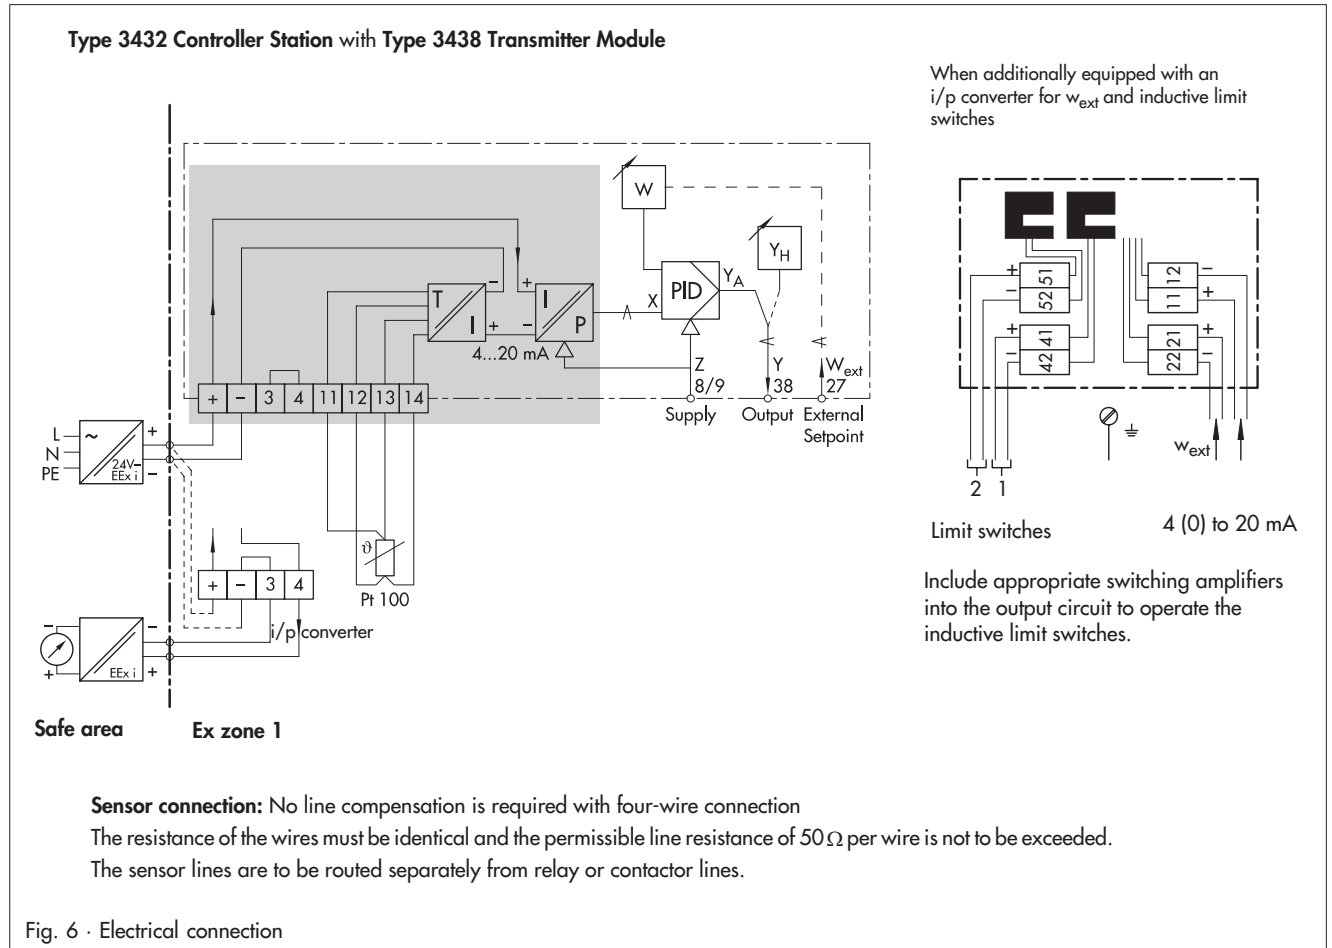 Type 3432 Controller Station with Type 3438 Transmitter Module
When additionally equipped with an
i/p converter for wext and inductive limit
switches
W
YH
PID
YA
X
T
I
−
+
+
−
I
P
4...20 mA
Z
8/9
Y
38
Wext
27
Supply
Output
External
Setpoint
+ − 3 4 11 12 13 14
L
N
PE
~
24V−
EEx i
+
−
ϑ
Pt 100
+ − 3 4
i/p converter
−
+
EEx i
−
+
Safe area
Ex zone 1
+ 51
− 52
+ 41
− 42
12 −
11 +
21 +
22 −
2 1
wext
Limit switches
4 (0) to 20 mA
Include appropriate switching amplifiers
into the output circuit to operate the
inductive limit switches.
Sensor connection: No line compensation is required with four-wire connection
The resistance of the wires must be identical and the permissible line resistance of 50 Ω per wire is not to be exceeded.
The sensor lines are to be routed separately from relay or contactor lines.
Fig. 6 · Electrical connection